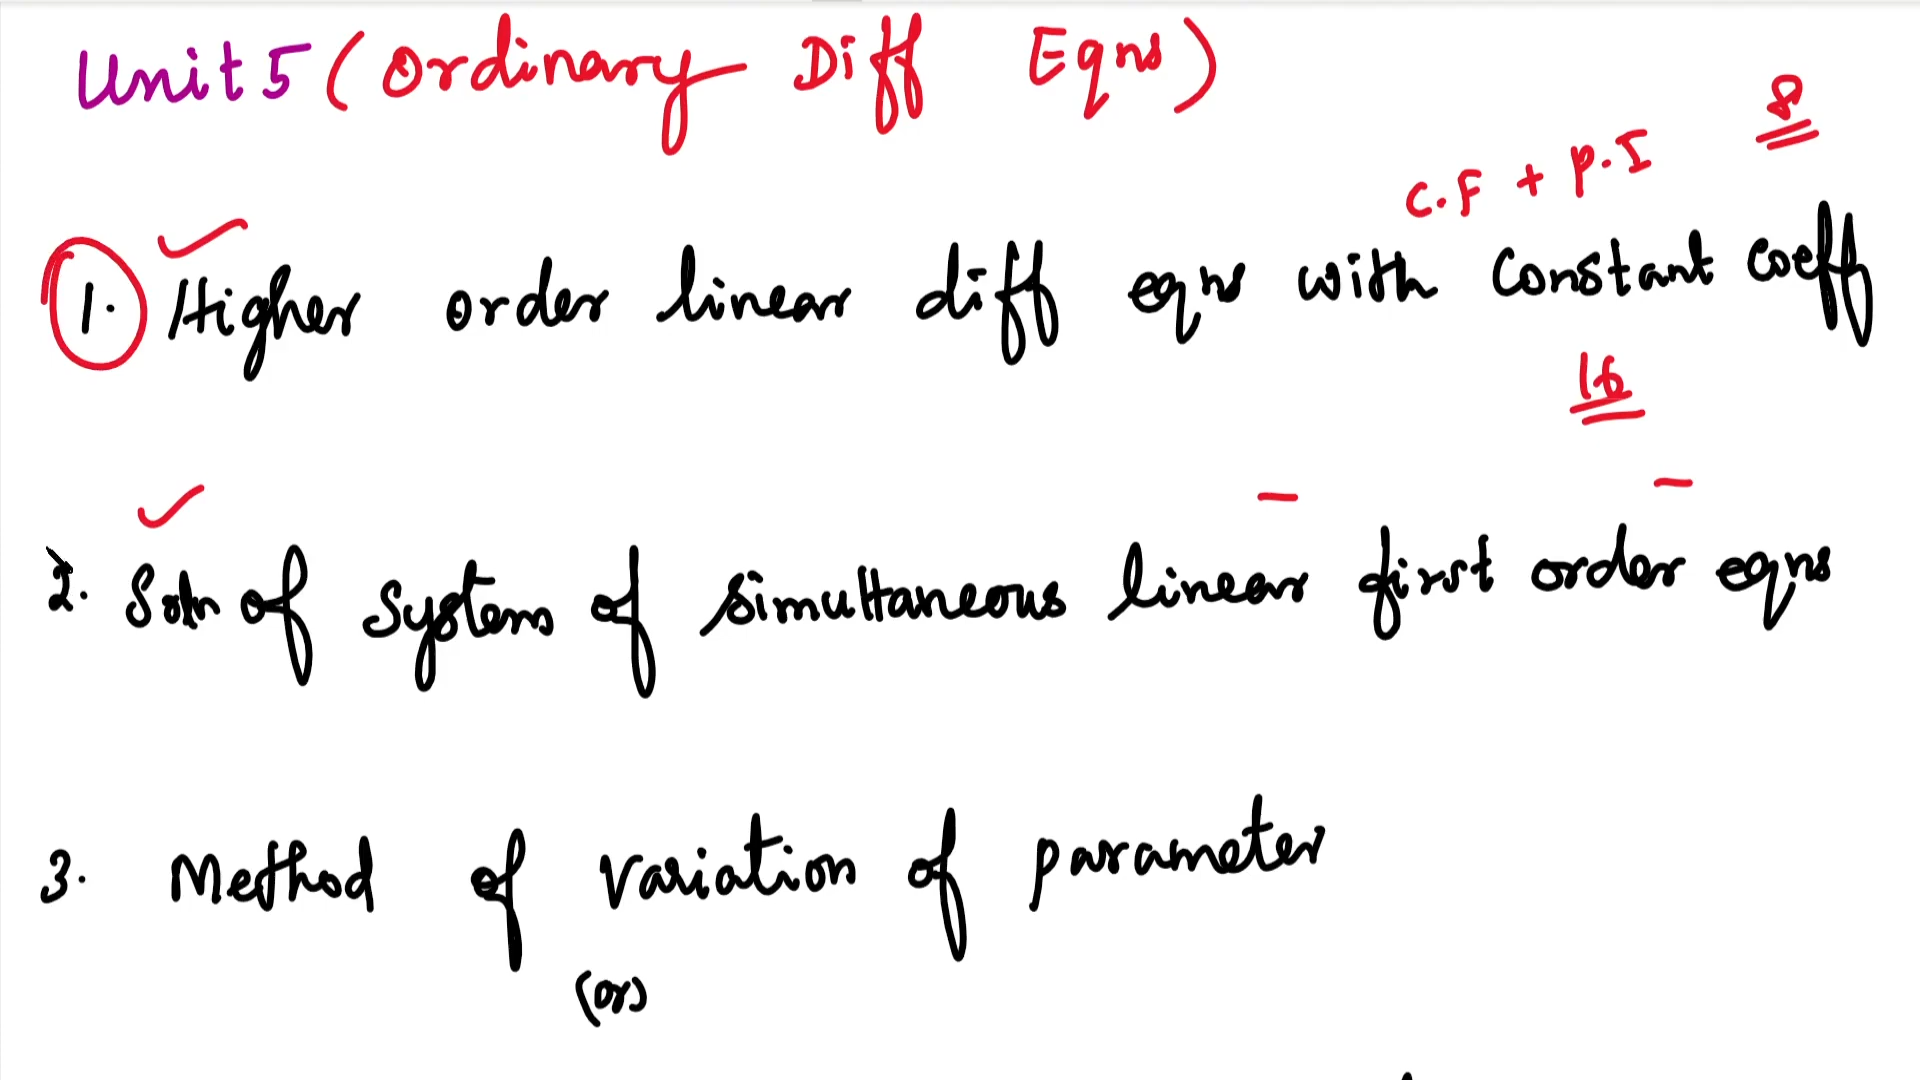 Unit 5 (Ordinary Diff Eqns)
8
C.F + P.I
1. Higher order linear diff eqns with constant coeff
16
2. Soln of system of simultaneous linear first order eqns
3. Method of variation of parameter
(or)